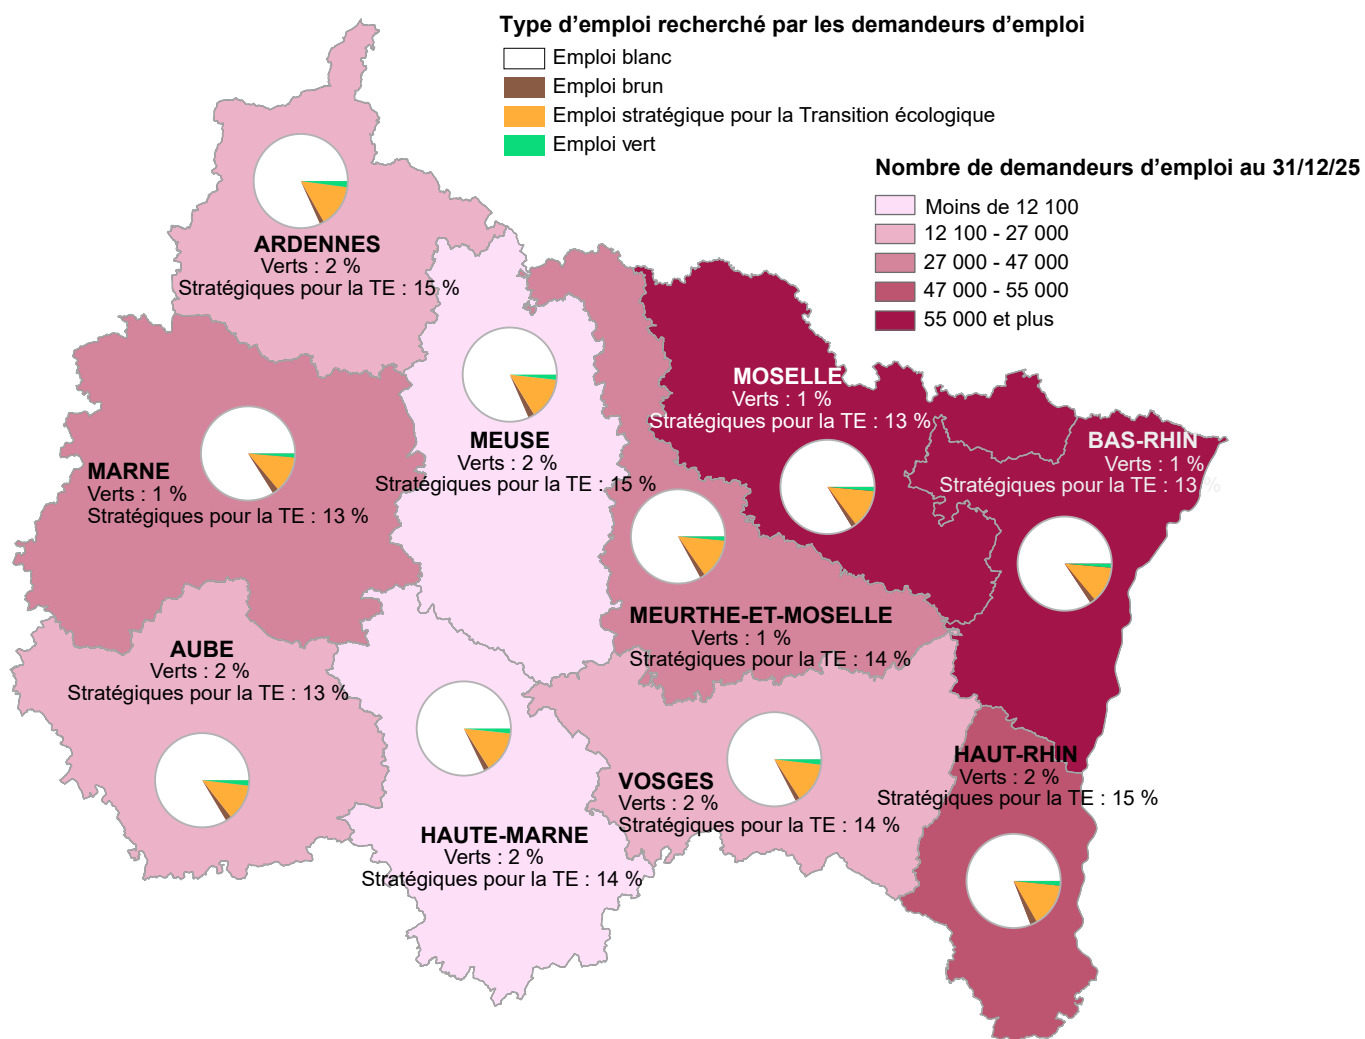 Type d’emploi recherché par les demandeurs d’emploi
Emploi blanc
Emploi brun
Emploi stratégique pour la Transition écologique
Emploi vert
Nombre de demandeurs d’emploi au 31/12/25
Moins de 12 100
12 100 - 27 000
27 000 - 47 000
47 000 - 55 000
55 000 et plus
ARDENNES
Verts : 2 %
Stratégiques pour la TE : 15 %
MOSELLE
Verts : 1 %
Stratégiques pour la TE : 13 %
MEUSE
Verts : 2 %
Stratégiques pour la TE : 15 %
BAS-RHIN
Verts : 1 %
Stratégiques pour la TE : 13 %
MARNE
Verts : 1 %
Stratégiques pour la TE : 13 %
MEURTHE-ET-MOSELLE
Verts : 1 %
Stratégiques pour la TE : 14 %
AUBE
Verts : 2 %
Stratégiques pour la TE : 13 %
HAUT-RHIN
Verts : 2 %
Stratégiques pour la TE : 15 %
VOSGES
Verts : 2 %
Stratégiques pour la TE : 14 %
HAUTE-MARNE
Verts : 2 %
Stratégiques pour la TE : 14 %